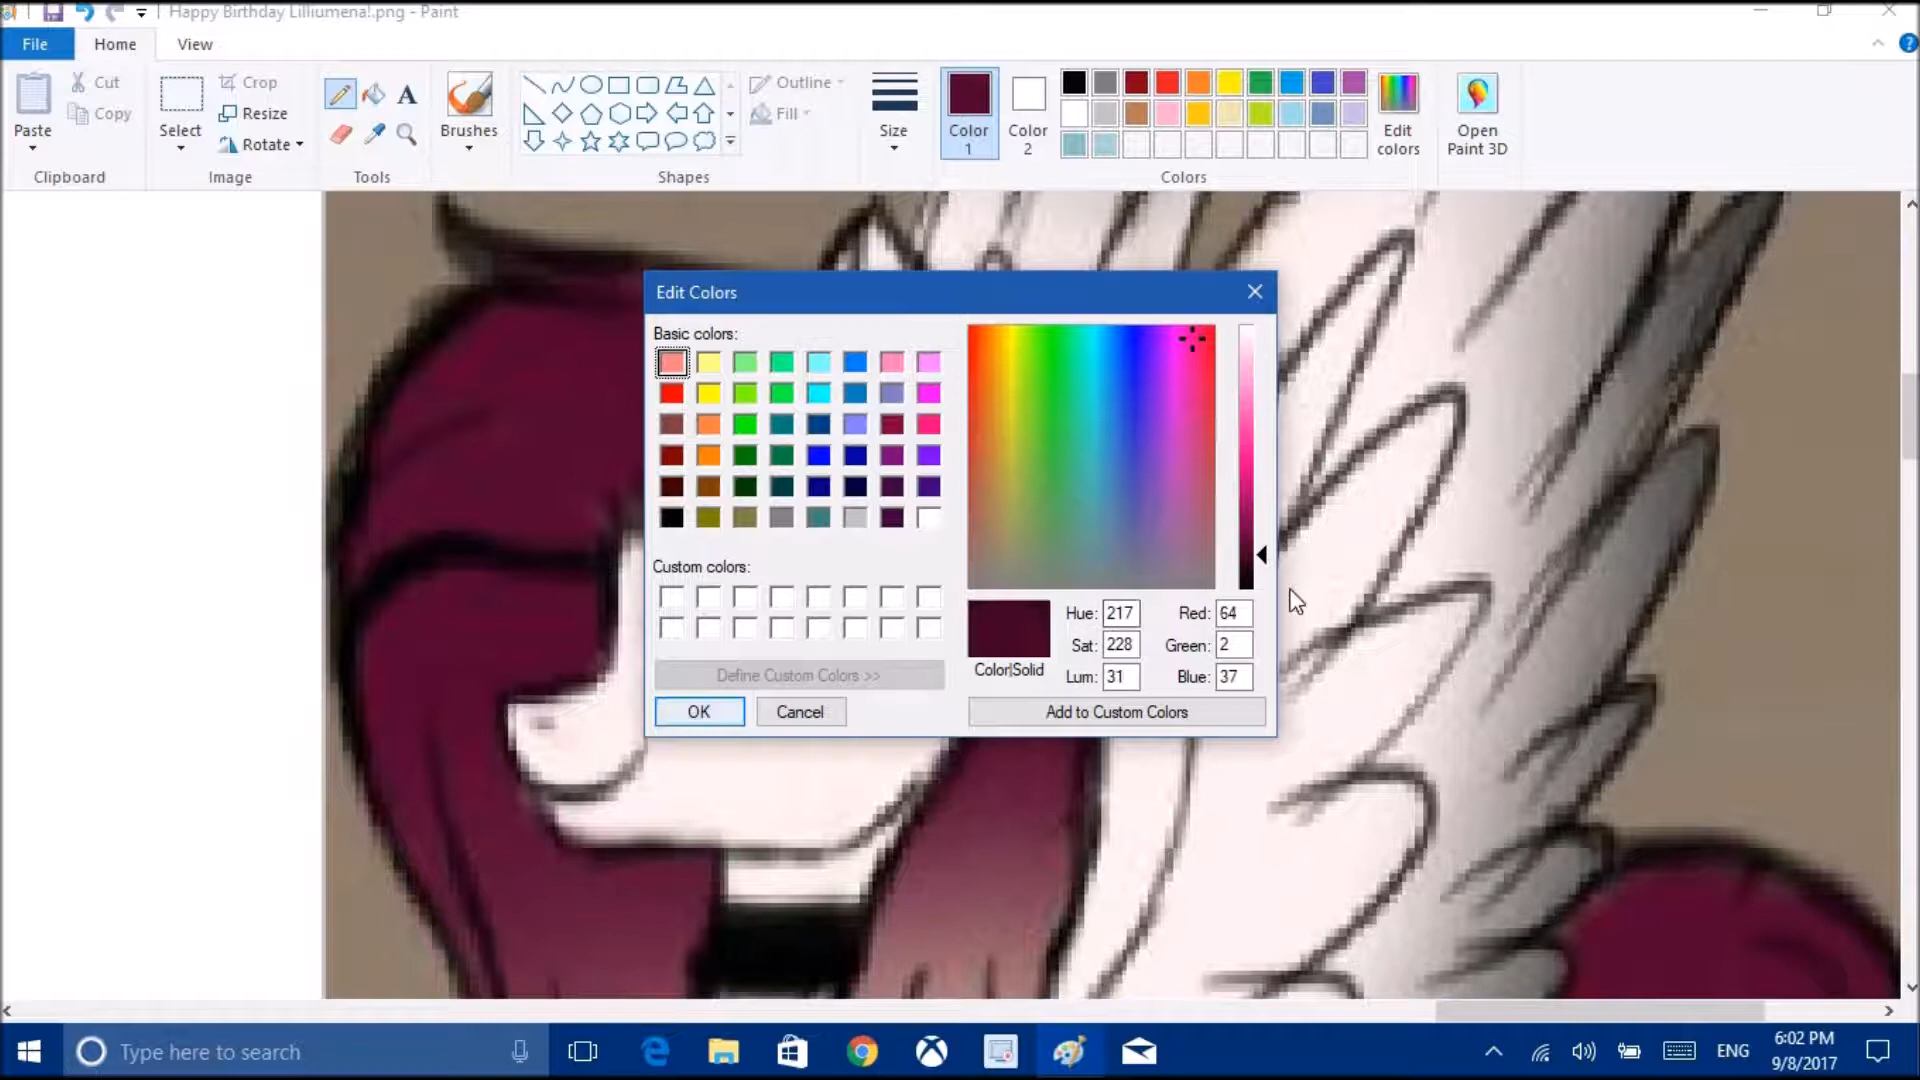 Happy Birthday Lilliumena!.png - Paint
File Home View
Paste
Cut
Copy
Clipboard
Select
Crop
Resize
Rotate
Image
A
Tools
Brushes
Outline
Fill
Shapes
Size
Color 1
Color 2
Edit colors
Colors
Open Paint 3D
Edit Colors
Basic colors:
Custom colors:
Define Custom Colors >>
OK Cancel
Color|Solid
Hue: 217 Red: 64
Sat: 228 Green: 2
Lum: 31 Blue: 37
Add to Custom Colors
Type here to search
ENG
6:02 PM
9/8/2017